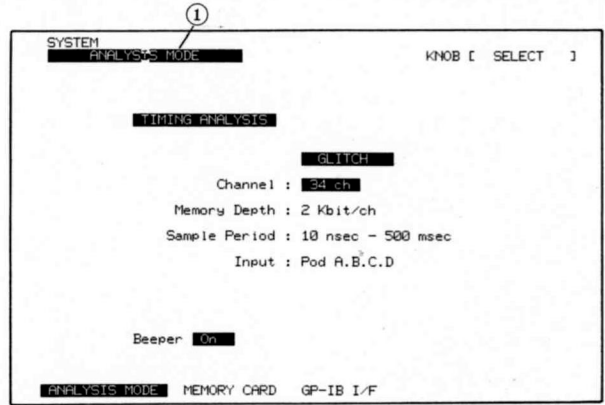 ①
SYSTEM
ANALYSIS MODE KNOB [ SELECT ]
TIMING ANALYSIS
GLITCH
Channel : 34 ch
Memory Depth : 2 Kbit/ch
Sample Period : 10 nsec - 500 msec
Input : Pod A.B.C.D
Beeper On
ANALYSIS MODE MEMORY CARD GP-IB I/F